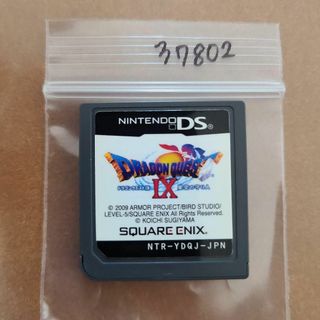 37802
NINTENDO DS
DRAGON QUEST
IX
© 2009 ARMOR PROJECT/BIRD STUDIO/
LEVEL-5/SQUARE ENIX All Rights Reserved.
© KOICHI SUGIYAMA
SQUARE ENIX
NTR-YDQJ-JPN